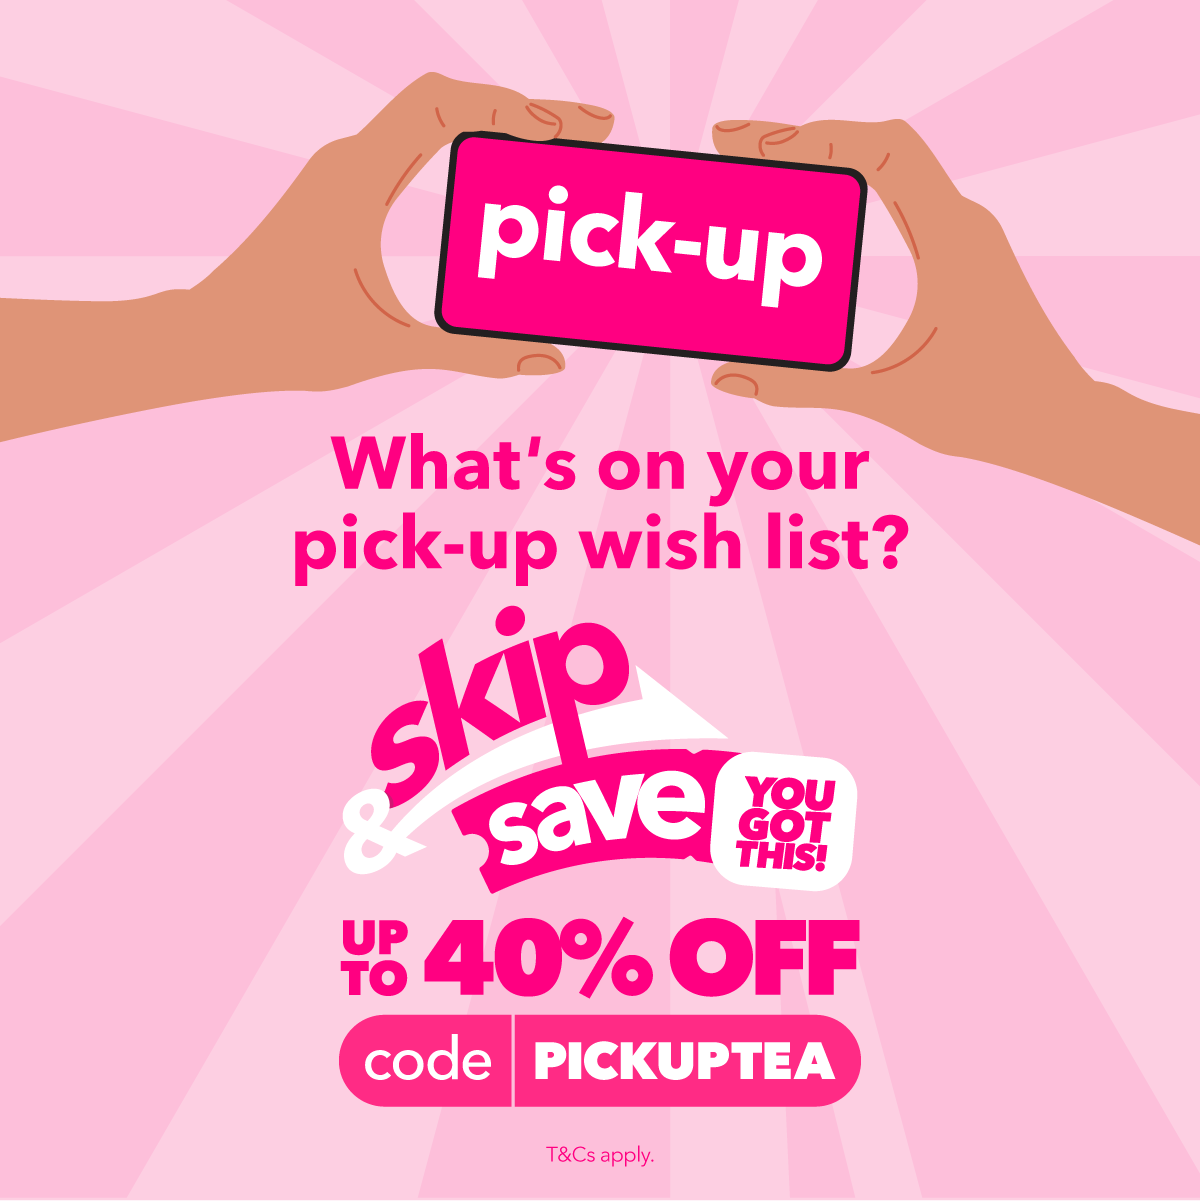 pick-up
What's on your
pick-up wish list?
skip
& save
YOU
GOT
THIS!
UP
TO 40% OFF
code PICKUPTEA
T&Cs apply.